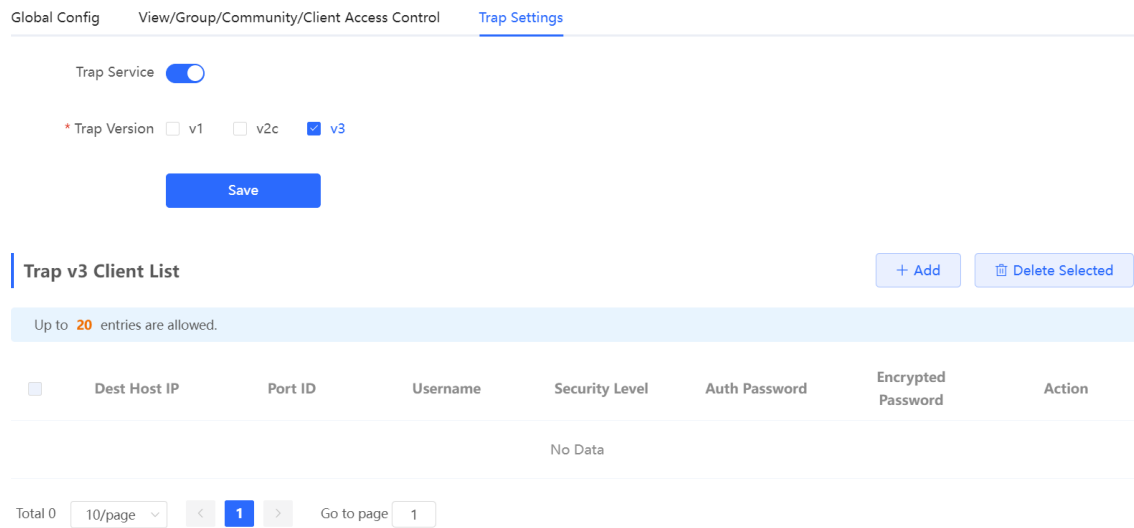 Global Config View/Group/Community/Client Access Control Trap Settings
Trap Service
* Trap Version v1 v2c v3
Save
Trap v3 Client List + Add Delete Selected
Up to 20 entries are allowed.
Dest Host IP Port ID Username Security Level Auth Password Encrypted Password Action
No Data
Total 0 10/page < 1 > Go to page 1